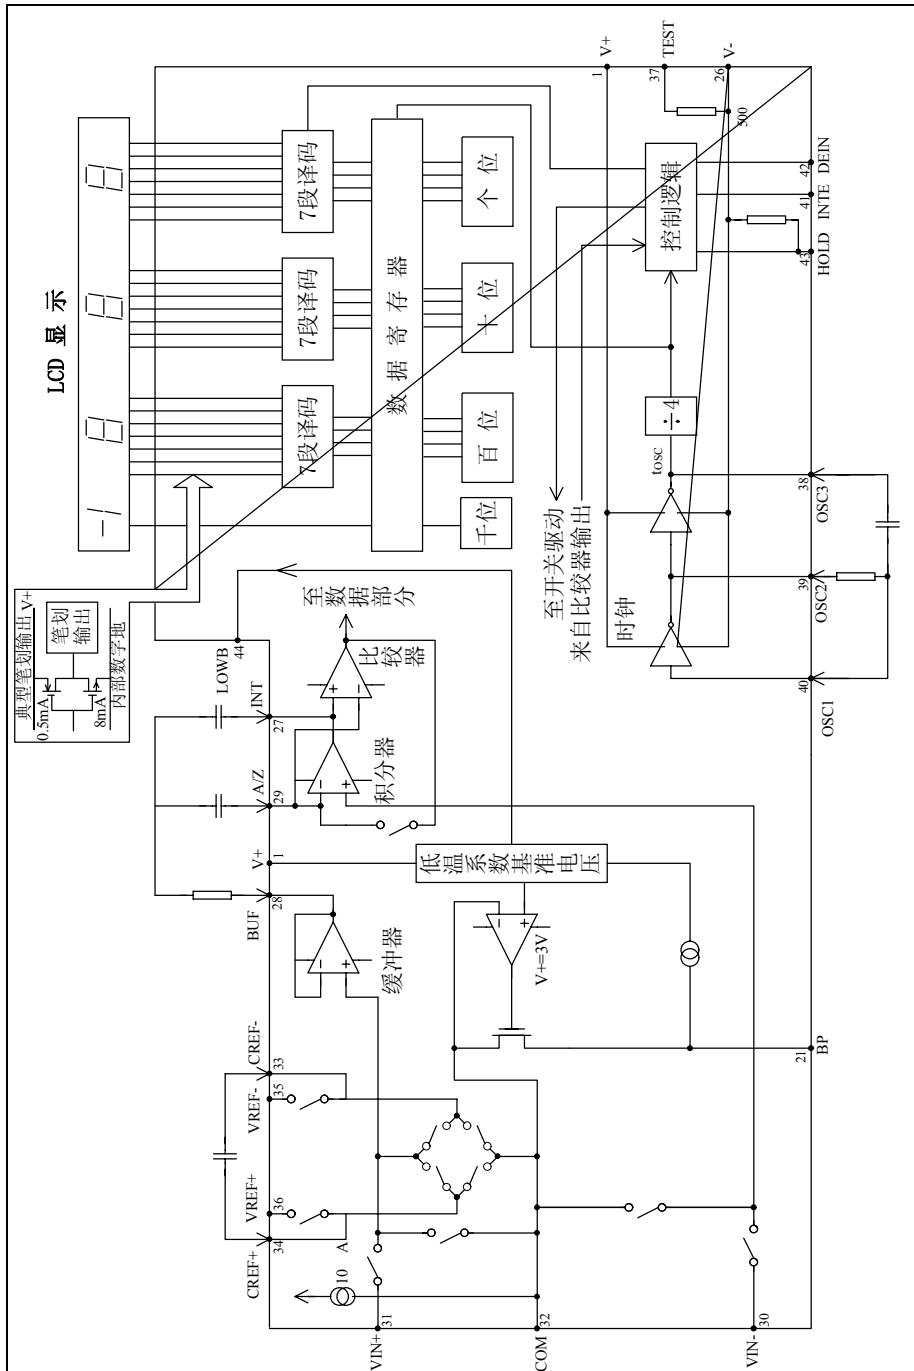 LCD 显 示
典型笔划输出 V+
0.5mA
笔划
输出
8mA
内部数字地
7段译码
7段译码
7段译码
数据寄存器
千位
百位
十位
个位
V+
1
TEST
37
V-
26
500
控制逻辑
DEIN
42
INTE
41
HOLD
43
÷4
tosc
至开关驱动
来自比较器输出
时钟
OSC3
38
OSC2
39
OSC1
40
LOWB
44
至数据部分
比较器
INT
27
A/Z
29
积分器
V+
1
低温系数基准电压
BUF
28
缓冲器
V+=3V
- +
- +
- +
+ -
BP
21
CREF-
33
VREF-
35
VREF+
36
CREF+
34
A
10
VIN+
31
COM
32
VIN-
30